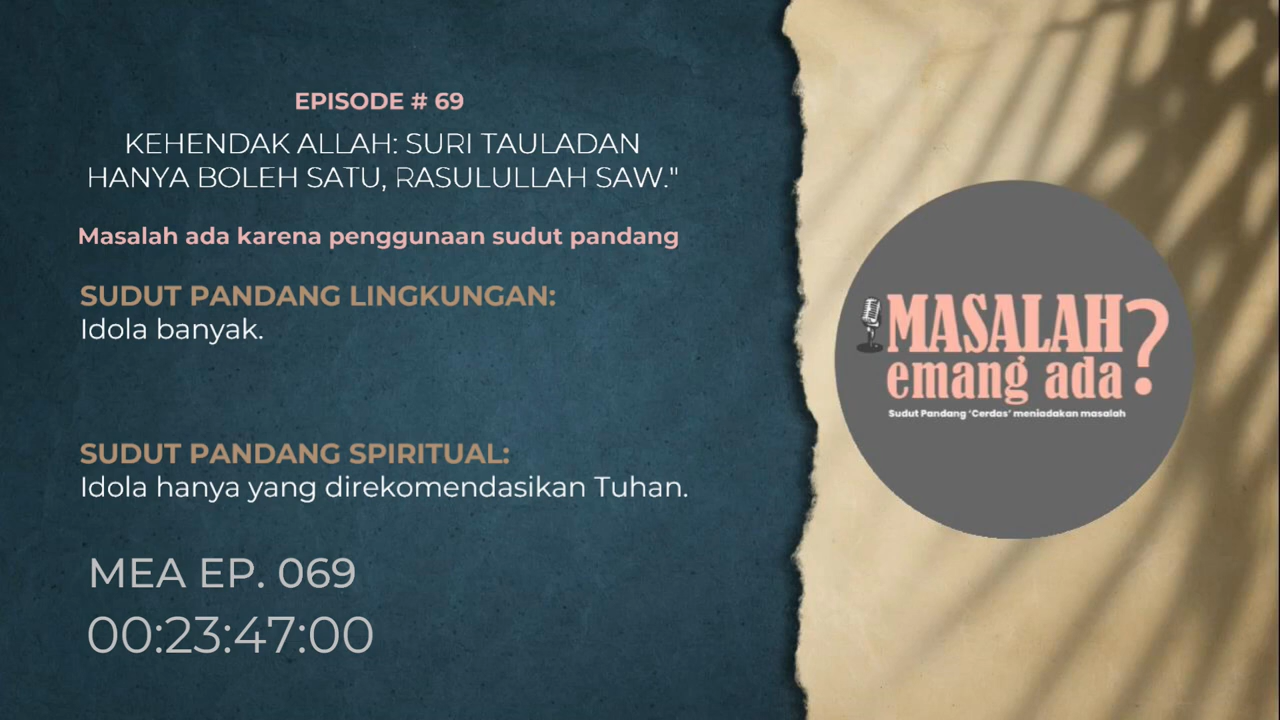 EPISODE # 69
KEHENDAK ALLAH: SURI TAULADAN
HANYA BOLEH SATU, RASULULLAH SAW."
Masalah ada karena penggunaan sudut pandang
SUDUT PANDANG LINGKUNGAN:
Idola banyak.
SUDUT PANDANG SPIRITUAL:
Idola hanya yang direkomendasikan Tuhan.
MEA EP. 069
00:23:47:00
MASALAH?
emang ada
Sudut Pandang ‘Cerdas’ meniadakan masalah